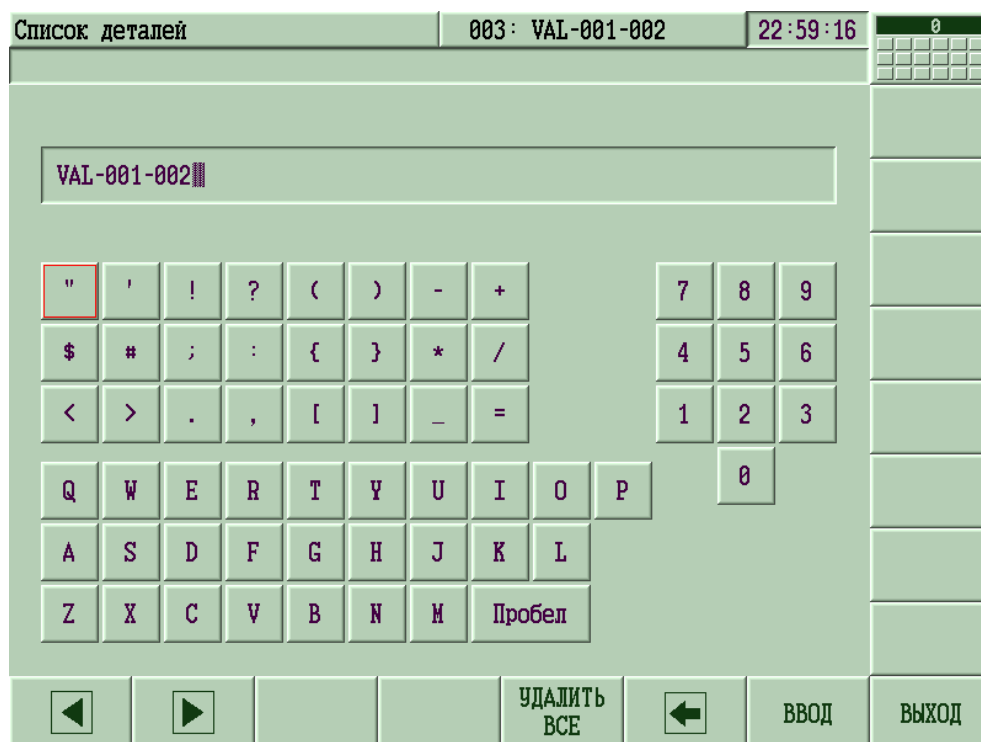 Список деталей 003: VAL-001-002 22:59:16 0
VAL-001-002
" ' ! ? ( ) - + 7 8 9
$ # ; : { } * / 4 5 6
< > . , [ ] _ = 1 2 3
0
Q W E R T Y U I O P
A S D F G H J K L
Z X C V B N M Пробел
УДАЛИТЬ
ВСЕ
ВВОД
ВЫХОД